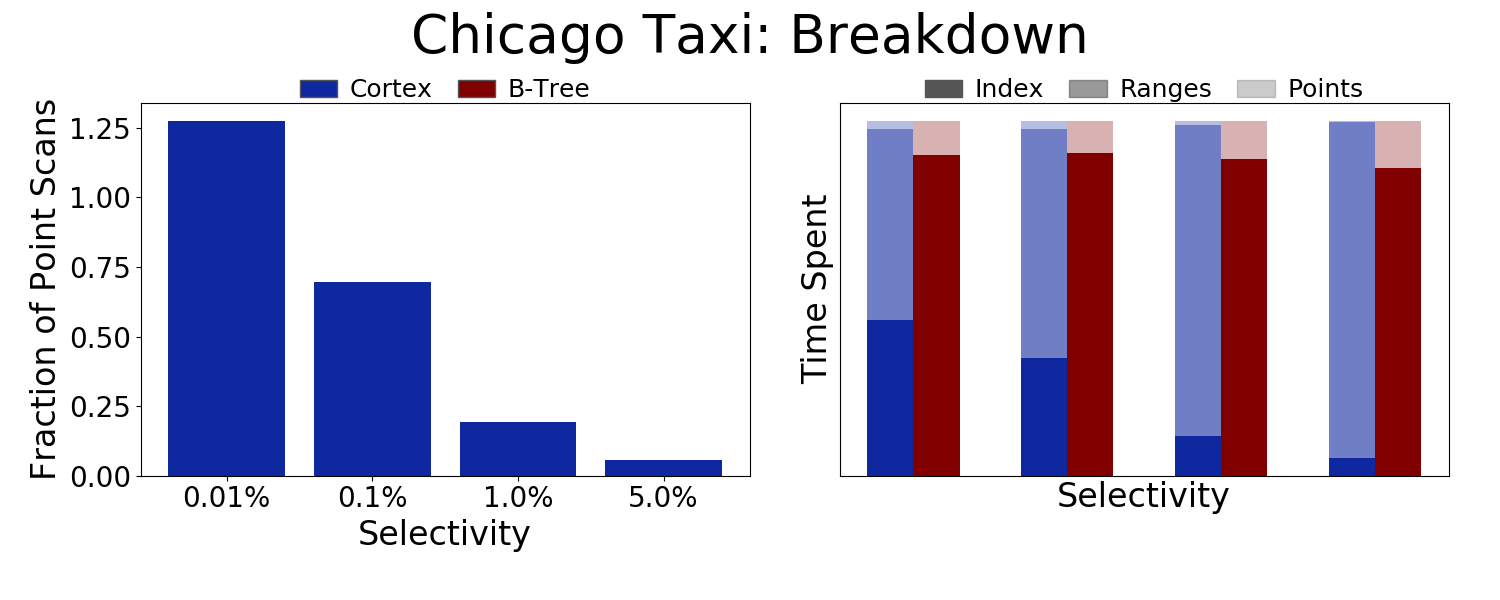 Chicago Taxi: Breakdown
Cortex B-Tree
Fraction of Point Scans
1.25
1.00
0.75
0.50
0.25
0.00
0.01% 0.1% 1.0% 5.0%
Selectivity
Index Ranges Points
Time Spent
Selectivity